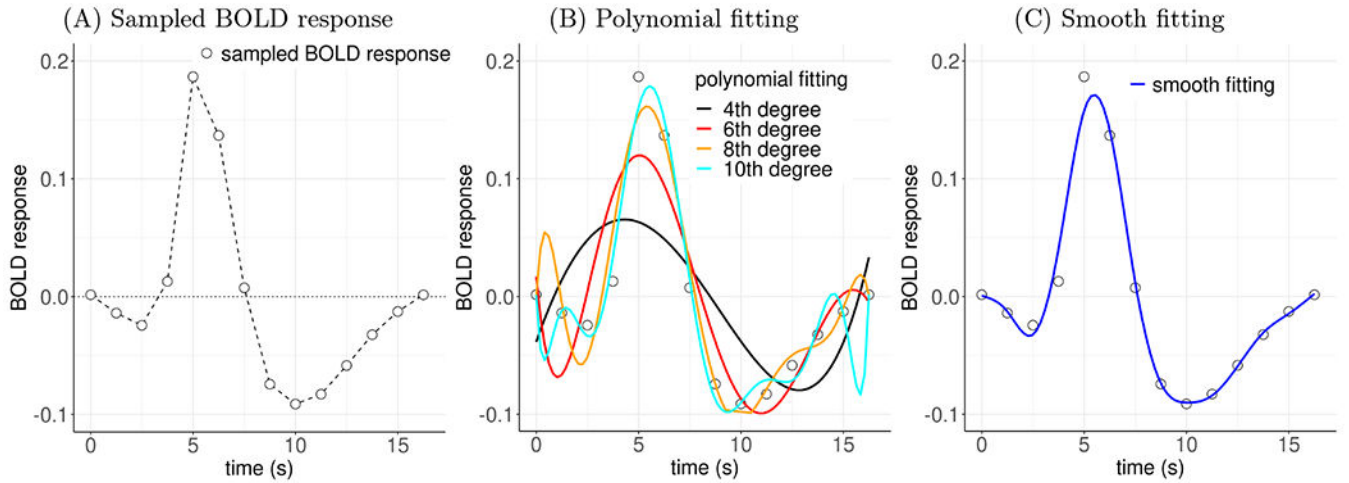 (A) Sampled BOLD response
sampled BOLD response
0.2
0.1
0.0
-0.1
BOLD response
0 5 10 15
time (s)
(B) Polynomial fitting
polynomial fitting
4th degree
6th degree
8th degree
10th degree
0.2
0.1
0.0
-0.1
BOLD response
0 5 10 15
time (s)
(C) Smooth fitting
smooth fitting
0.2
0.1
0.0
-0.1
BOLD response
0 5 10 15
time (s)